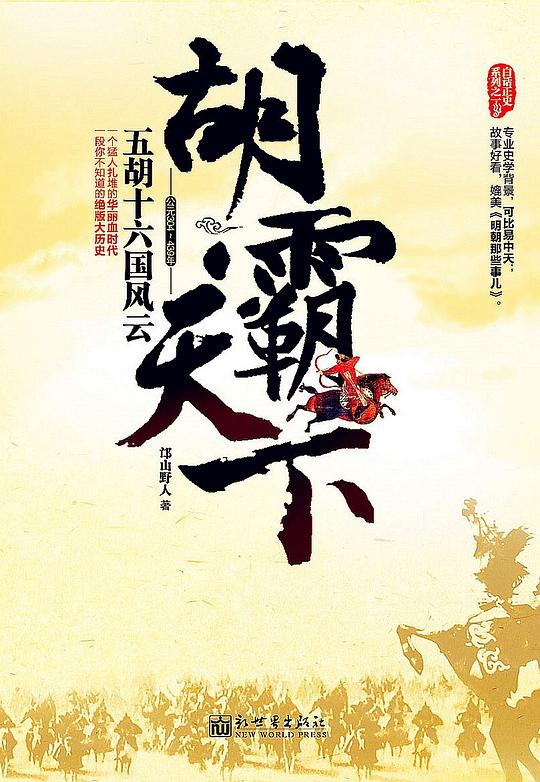 白话正史
系列之一
专业史学背景，可比易中天；
故事好看，媲美《明朝那些事儿》。
胡霸天下
公元304~439年
五胡十六国风云
一个猛人扎堆的华丽血时代
一段你不知道的绝版大历史
邙山野人 著
新世界出版社
NEW WORLD PRESS